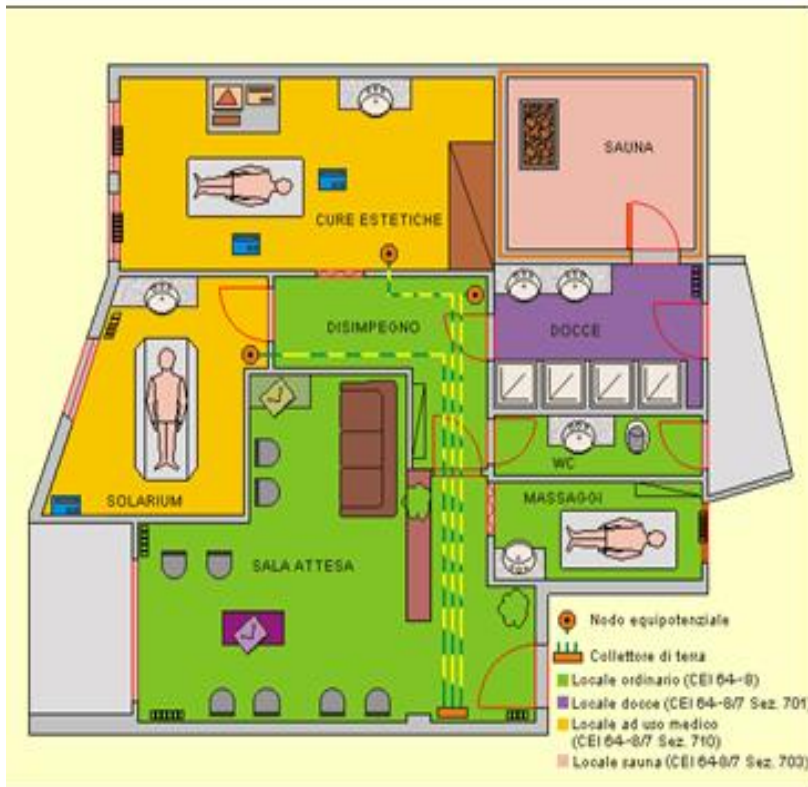 SAUNA
CURE ESTETICHE
DISIMPEGNO
DOCCE
SOLARIUM
WC
MASSAGGI
SALA ATTESA
Nodo equipotenziale
Collettore di terra
Locale ordinario (CEI 64-8)
Locale docce (CEI 64-8/7 Sez. 701)
Locale ad uso medico
(CEI 64-8/7 Sez. 710)
Locale sauna (CEI 64-8/7 Sez. 703)